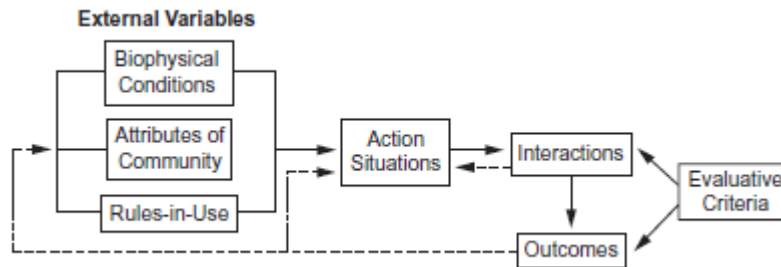 External Variables
Biophysical
Conditions
Attributes of
Community
Rules-in-Use
Action
Situations
Interactions
Evaluative
Criteria
Outcomes